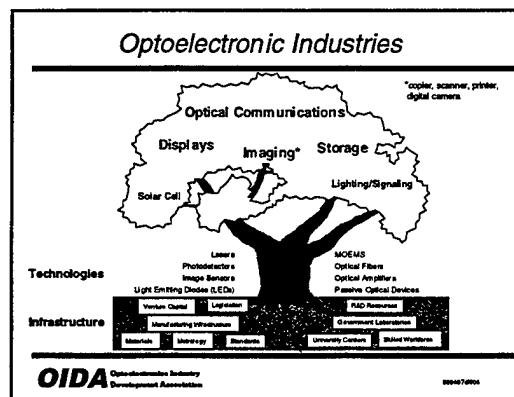 Optoelectronic Industries
*copier, scanner, printer,
digital camera
Optical Communications
Displays
Imaging*
Storage
Solar Cell
Lighting/Signaling
Technologies
Lasers
Photodetectors
Image Sensors
Light Emitting Diodes (LEDs)
MOEMS
Optical Fibers
Optical Amplifiers
Passive Optical Devices
Infrastructure
Venture Capital
Legislation
R&D Resources
Manufacturing Infrastructure
Government Laboratories
Materials
Metrology
Standards
University Centers
Skilled Workforce
OIDA
Optoelectronics Industry
Development Association